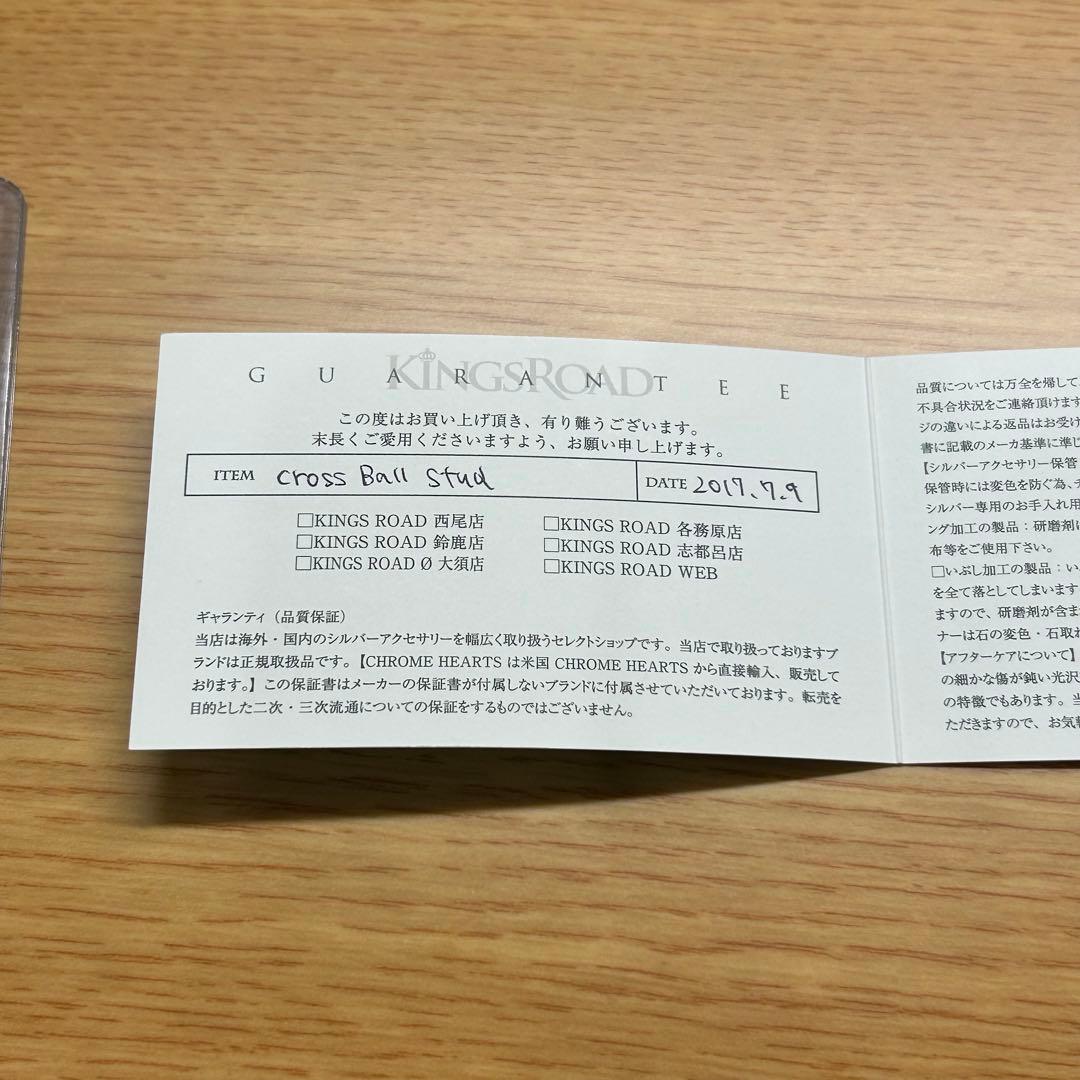 KINGSROAD
GUARANTEE
この度はお買い上げ頂き、有り難うございます。
末長くご愛用くださいますよう、お願い申し上げます。
ITEM cross Ball stud DATE 2017.7.9
□KINGS ROAD 西尾店 □KINGS ROAD 各務原店
□KINGS ROAD 鈴鹿店 □KINGS ROAD 志都呂店
□KINGS ROAD Ø 大須店 □KINGS ROAD WEB
ギャランティ（品質保証）
当店は海外・国内のシルバーアクセサリーを幅広く取り扱うセレクトショップです。当店で取り扱っておりますブ
ランドは正規取扱品です。【CHROME HEARTS は米国 CHROME HEARTS から直接輸入、販売して
おります。】この保証書はメーカーの保証書が付属しないブランドに付属させていただいております。転売を
目的とした二次・三次流通についての保証をするものではございません。
品質については万全を帰して
不具合状況をご連絡頂けます
ジの違いによる返品はお受け
書に記載のメーカ基準に準じ
【シルバーアクセサリー保管
保管時には変色を防ぐ為、
シルバー専用のお手入れ用
ング加工の製品：研磨剤
布等をご使用下さい。
□いぶし加工の製品：い
を全て落としてしまいます
ますので、研磨剤が含ま
ナーは石の変色・石取れ
【アフターケアについて】
の細かな傷が鈍い光沢
の特徴でもあります。当
ただきますので、お気軽